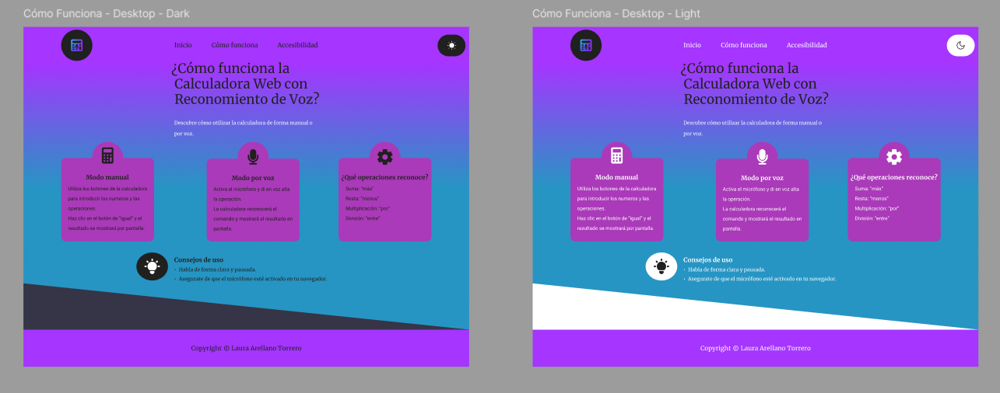 Cómo Funciona - Desktop - Dark
Inicio
Cómo funciona
Accesibilidad
¿Cómo funciona la
Calculadora Web con
Reconomiento de Voz?
Descubre cómo utilizar la calculadora de forma manual o
por voz.
Modo manual
Utiliza los botones de la calculadora
para introducir los numeros y las
operaciones.
Haz clic en el botón de “igual” y el
resultado se mostrará por pantalla.
Modo por voz
Activa el micrófono y di en voz alta
la operación.
La calculadora reconocerá el
comando y mostrará el resultado en
pantalla.
¿Qué operaciones reconoce?
Suma: “más”
Resta: “menos”
Multiplicación: “por”
División: “entre”
Consejos de uso
• Habla de forma clara y pausada.
• Asegurate de que el micrófono esté activado en tu navegador.
Copyright © Laura Arellano Torrero
Cómo Funciona - Desktop - Light
Inicio
Cómo funciona
Accesibilidad
¿Cómo funciona la
Calculadora Web con
Reconomiento de Voz?
Descubre cómo utilizar la calculadora de forma manual o
por voz.
Modo manual
Utiliza los botones de la calculadora
para introducir los numeros y las
operaciones.
Haz clic en el botón de “igual” y el
resultado se mostrará por pantalla.
Modo por voz
Activa el micrófono y di en voz alta
la operación.
La calculadora reconocerá el
comando y mostrará el resultado en
pantalla.
¿Qué operaciones reconoce?
Suma: “más”
Resta: “menos”
Multiplicación: “por”
División: “entre”
Consejos de uso
• Habla de forma clara y pausada.
• Asegurate de que el micrófono esté activado en tu navegador.
Copyright © Laura Arellano Torrero